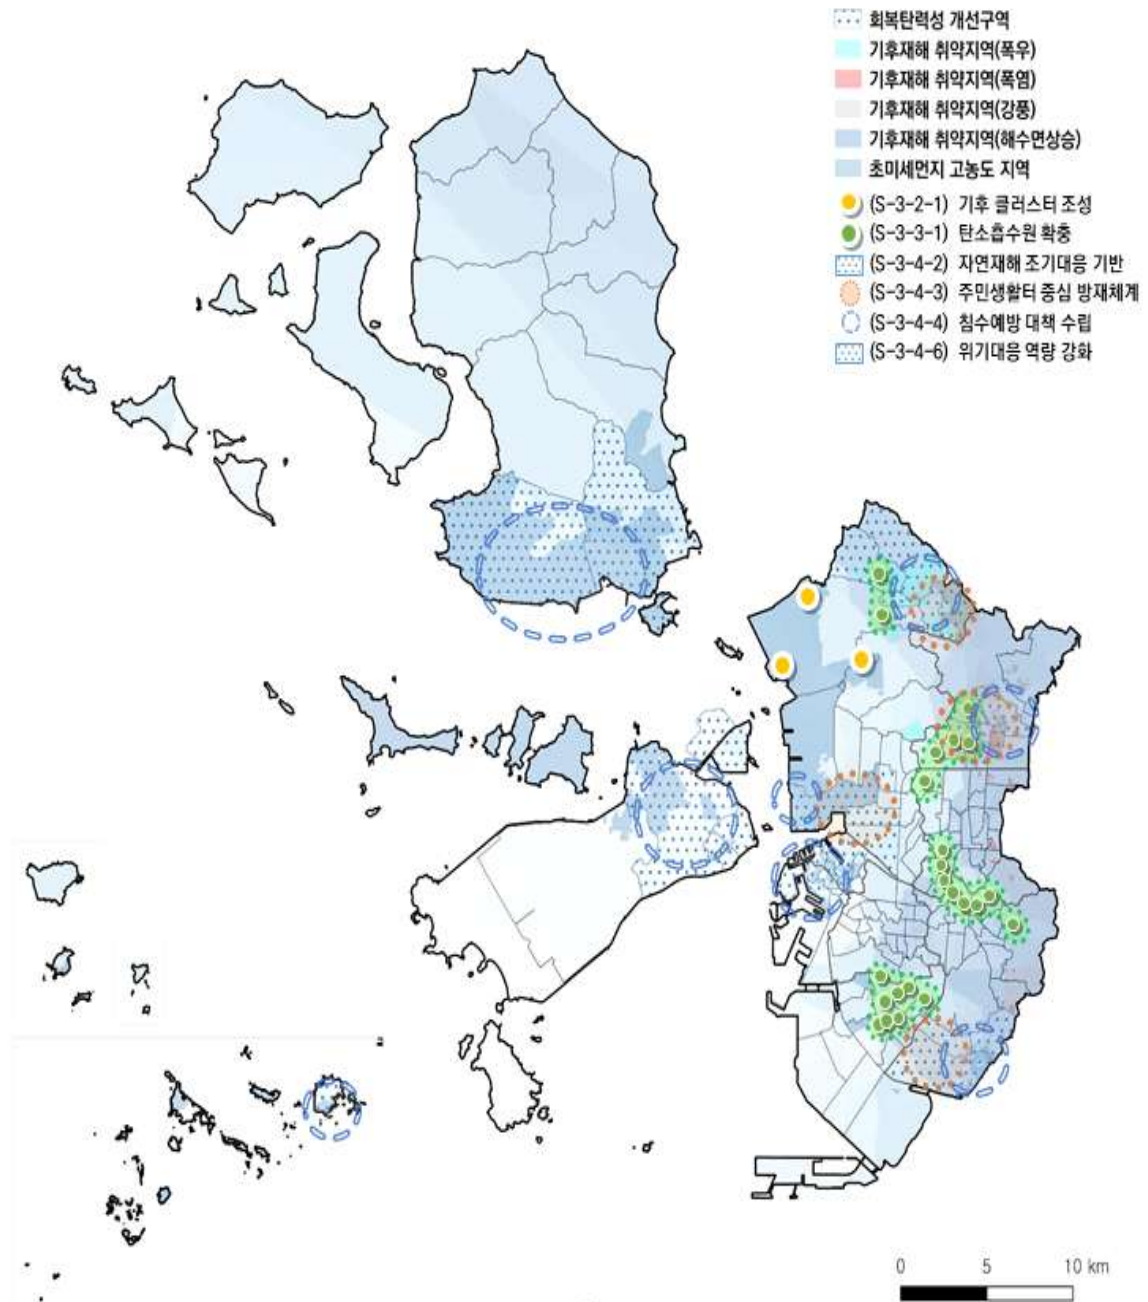 회복탄력성 개선구역
기후재해 취약지역(폭우)
기후재해 취약지역(폭염)
기후재해 취약지역(강풍)
기후재해 취약지역(해수면상승)
초미세먼지 고농도 지역
(S-3-2-1) 기후 클러스터 조성
(S-3-3-1) 탄소흡수원 확충
(S-3-4-2) 자연재해 조기대응 기반
(S-3-4-3) 주민생활터 중심 방재체계
(S-3-4-4) 침수예방 대책 수립
(S-3-4-6) 위기대응 역량 강화
0 5 10 km